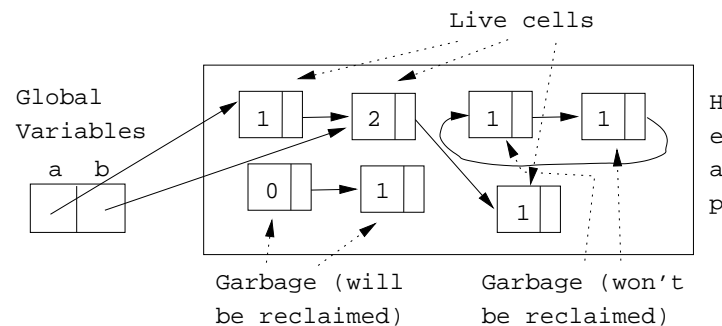 Live cells
Global
Variables
a b
1 2 1 1
0 1 1
Heap
Garbage (will
be reclaimed)
Garbage (won't
be reclaimed)